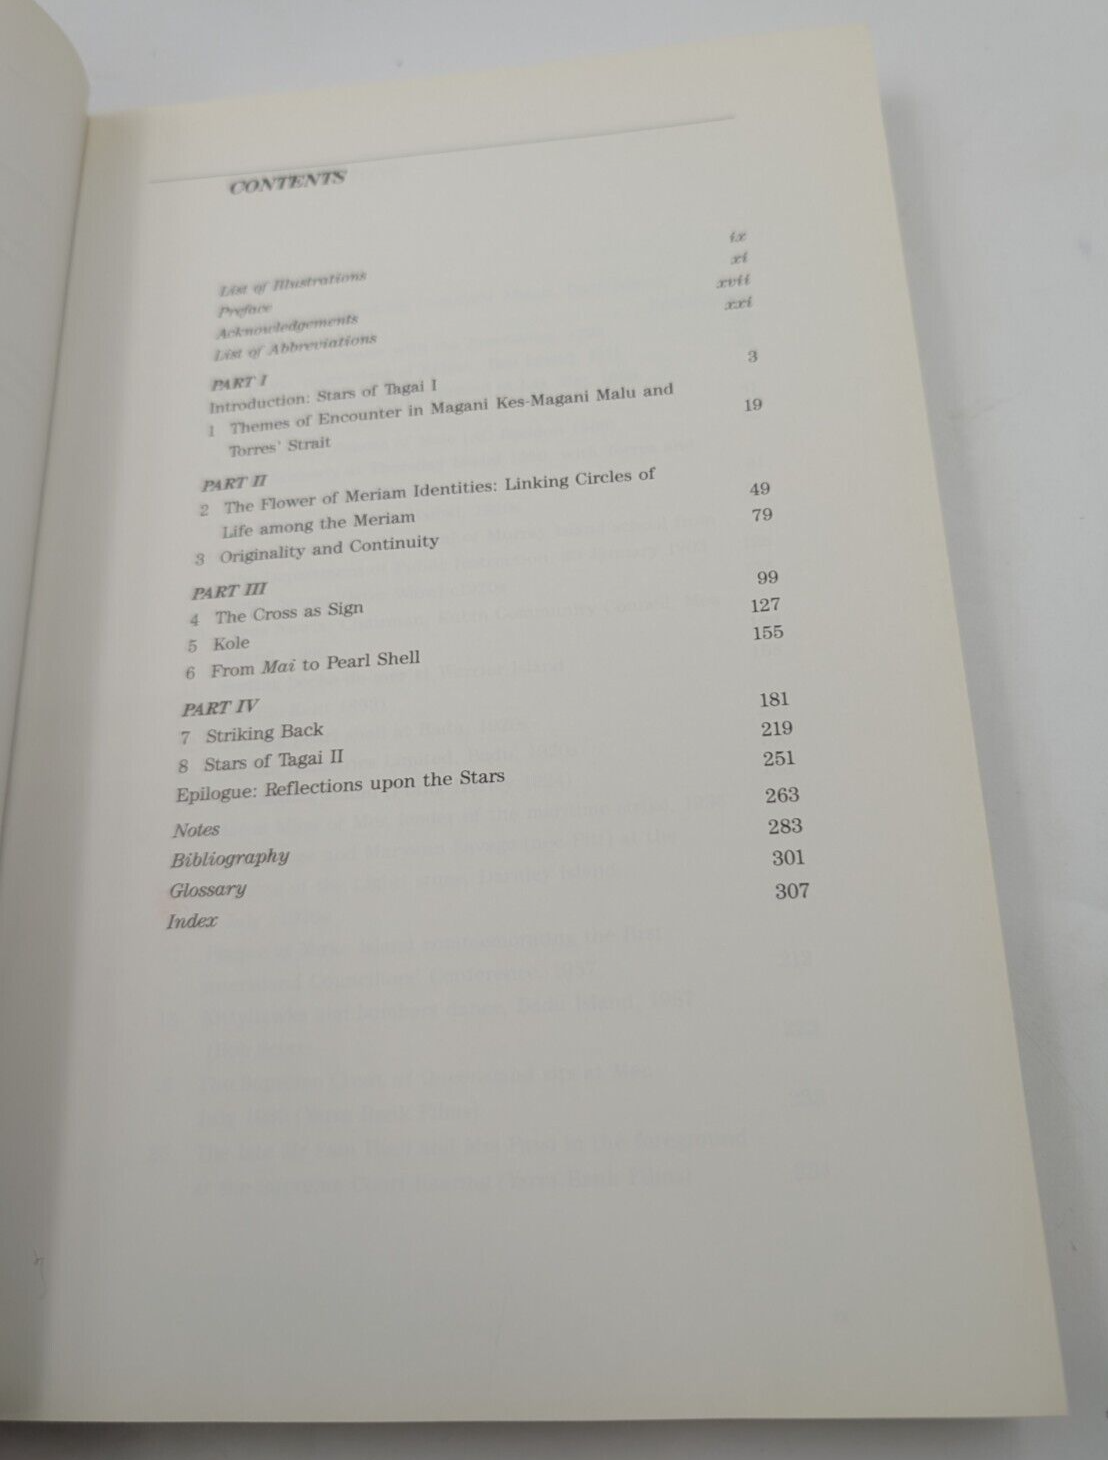 CONTENTS
List of Illustrations ix
Preface xi
Acknowledgements xvii
List of Abbreviations xxi
PART I
Introduction: Stars of Tagai I 3
1 Themes of Encounter in Magani Kes-Magani Malu and
Torres' Strait 19
PART II
2 The Flower of Meriam Identities: Linking Circles of
Life among the Meriam 49
3 Originality and Continuity 79
PART III
4 The Cross as Sign 99
5 Kole 127
6 From Mai to Pearl Shell 155
PART IV
7 Striking Back 181
8 Stars of Tagai II 219
Epilogue: Reflections upon the Stars 251
Notes 263
Bibliography 283
Glossary 301
Index 307